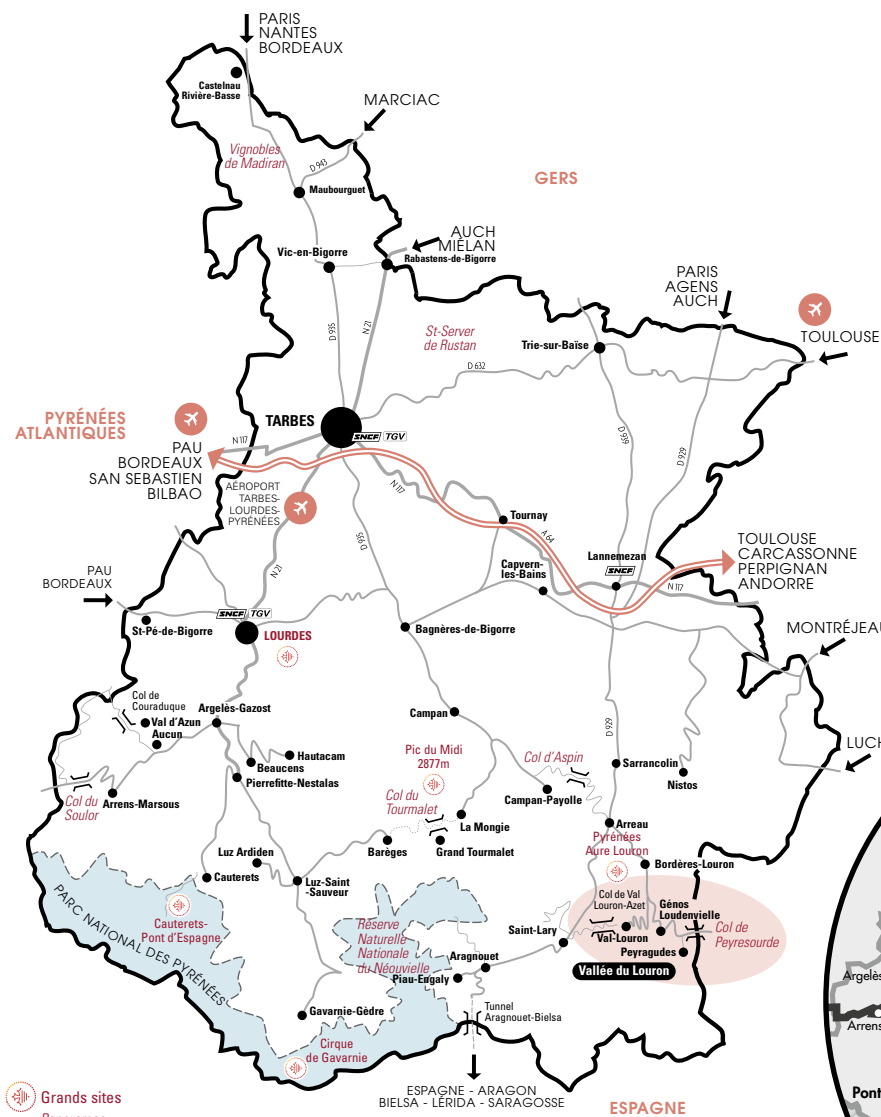 PARIS
NANTES
BORDEAUX
Castelnau
Rivière-Basse
MARCIAC
Vignobles
de Madiran
D 943
Maubourguet
GERS
AUCH
MIÉLAN
Vic-en-Bigorre
Rabastens-de-Bigorre
PARIS
AGENS
AUCH
TOULOUSE
D 935
N 21
St-Server
de Rustan
Trie-sur-Baïse
D 632
PYRÉNÉES
ATLANTIQUES
TARBES
SNCF TGV
N 117
PAU
BORDEAUX
SAN SEBASTIEN
BILBAO
D 939
D 929
AÉROPORT
TARBES-
LOURDES-
PYRÉNÉES
N 117
Tournay
A 64
D 935
N 21
Capvern-
les-Bains
Lannemezan
SNCF
N 117
TOULOUSE
CARCASSONNE
PERPIGNAN
ANDORRE
PAU
BORDEAUX
SNCF TGV
St-Pé-de-Bigorre
LOURDES
Bagnères-de-Bigorre
MONTRÉJEAU
Col de
Couraduque
Val d'Azun
Aucun
Argelès-Gazost
Campan
D 929
LUCH
Hautacam
Beaucens
Pierrefitte-Nestalas
Pic du Midi
2877m
Col d'Aspin
Sarrancolin
Nistos
Col du
Soulor
Arrens-Marsous
Col du
Tourmalet
Campan-Payolle
La Mongie
Arreau
Pyrénées
Aure Louron
Luz Ardiden
Barèges
Grand Tourmalet
Bordères-Louron
Cauterets
Luz-Saint
-Sauveur
Col de Val
Louron-Azet
Génos
Loudenvielle
PARC NATIONAL DES PYRÉNÉES
Cauterets-
Pont d'Espagne
Réserve
Naturelle
Nationale
du Néouvielle
Saint-Lary
Val-Louron
Col de
Peyresourde
Aragnouet
Peyragudes
Piau-Engaly
Vallée du Louron
Argelès
Gavarnie-Gèdre
Tunnel
Aragnouet-Bielsa
Arrens
Cirque
de Gavarnie
Grands sites
ESPAGNE - ARAGON
BIELSA - LÉRIDA - SARAGOSSE
ESPAGNE
Pont